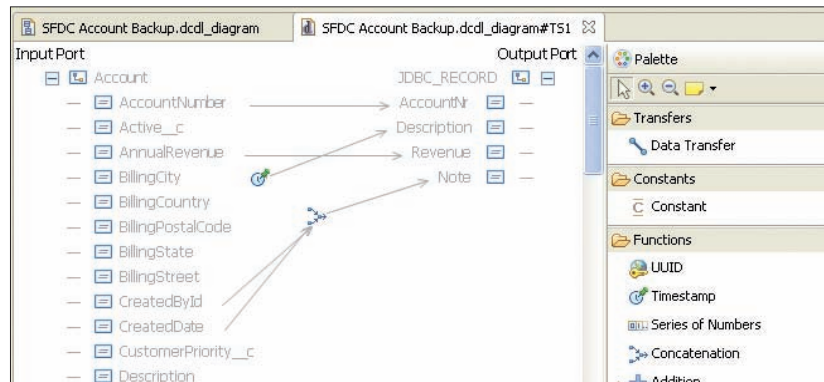 SFDC Account Backup.dcdl_diagram
SFDC Account Backup.dcdl_diagram#TS1
Input Port
Output Port
Account
JDBC_RECORD
AccountNumber
AccountNr
Active__c
Description
AnnualRevenue
Revenue
BillingCity
Note
BillingCountry
BillingPostalCode
BillingState
BillingStreet
CreatedById
CreatedDate
CustomerPriority__c
Description
Palette
Transfers
Data Transfer
Constants
C Constant
Functions
UUID
Timestamp
Series of Numbers
Concatenation
Addition